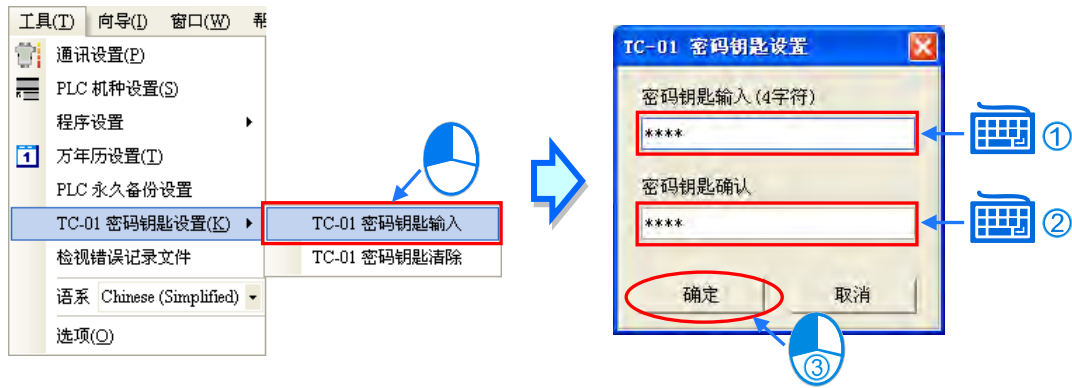 工具(T) 向导(I) 窗口(W)
通讯设置(P)
PLC 机种设置(S)
程序设置
1 万年历设置(T)
PLC 永久备份设置
TC-01 密码钥匙设置(K)
检视错误记录文件
语系 Chinese (Simplified)
选项(O)
TC-01 密码钥匙输入
TC-01 密码钥匙清除
TC-01 密码钥匙设置
密码钥匙输入(4字符)
****
①
密码钥匙确认
****
②
确定 取消
③